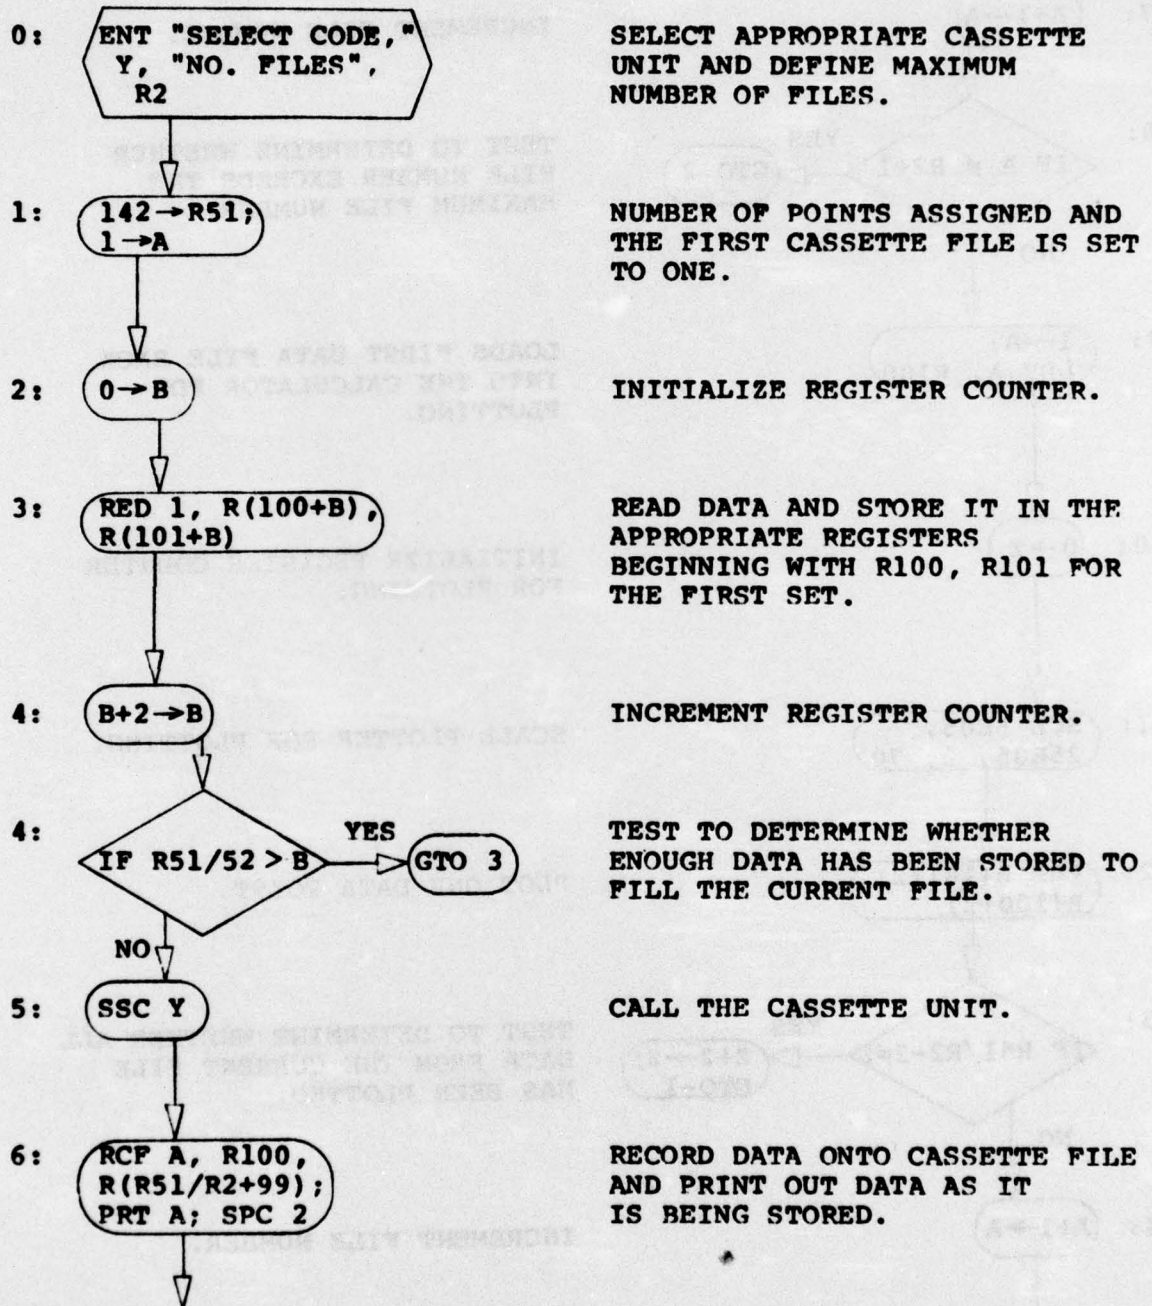 0: ENT "SELECT CODE,"
Y, "NO. FILES",
R2
SELECT APPROPRIATE CASSETTE
UNIT AND DEFINE MAXIMUM
NUMBER OF FILES.
1: 142→R51;
1→A
NUMBER OF POINTS ASSIGNED AND
THE FIRST CASSETTE FILE IS SET
TO ONE.
2: 0→B
INITIALIZE REGISTER COUNTER.
3: RED 1, R(100+B),
R(101+B)
READ DATA AND STORE IT IN THE
APPROPRIATE REGISTERS
BEGINNING WITH R100, R101 FOR
THE FIRST SET.
4: B+2→B
INCREMENT REGISTER COUNTER.
4: IF R51/52 > B
YES
GTO 3
NO
TEST TO DETERMINE WHETHER
ENOUGH DATA HAS BEEN STORED TO
FILL THE CURRENT FILE.
5: SSC Y
CALL THE CASSETTE UNIT.
6: RCF A, R100,
R(R51/R2+99);
PRT A; SPC 2
RECORD DATA ONTO CASSETTE FILE
AND PRINT OUT DATA AS IT
IS BEING STORED.